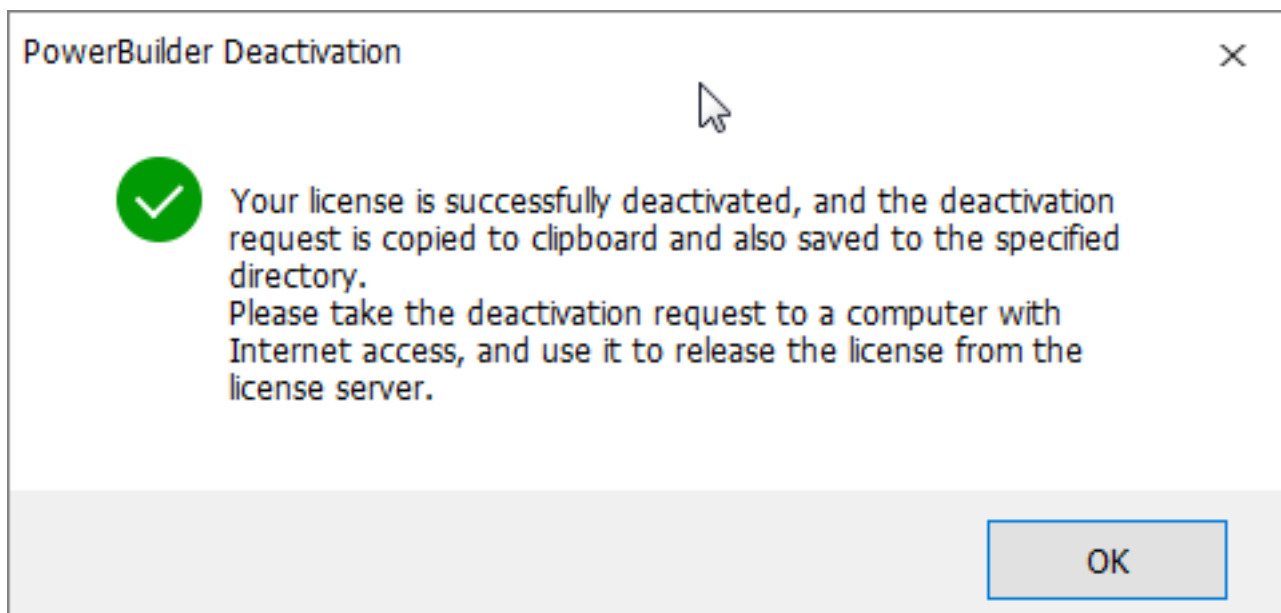 PowerBuilder Deactivation
Your license is successfully deactivated, and the deactivation
request is copied to clipboard and also saved to the specified
directory.
Please take the deactivation request to a computer with
Internet access, and use it to release the license from the
license server.
OK